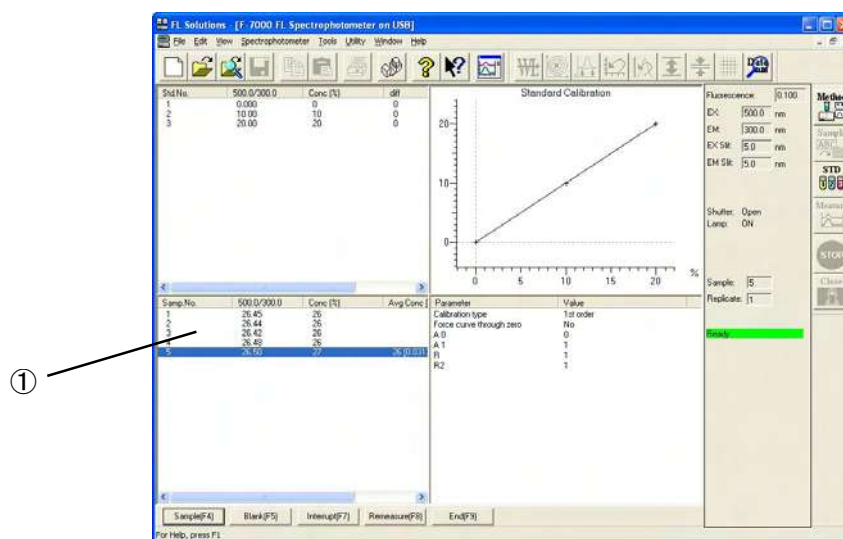 FL Solutions - [F-7000 FL Spectrophotometer on USB]
File Edit View Spectrophotometer Tools Utility Window Help
Std.No. 500.0/300.0 Conc [%] diff
1 0.000 0 0
2 10.00 10 0
3 20.00 20 0
Standard Calibration
20
10
0
0 5 10 15 20 %
Samp.No. 500.0/300.0 Conc [%] Avg Conc [
1 26.45 26
2 26.44 26
3 26.42 26
4 26.48 26
5 26.50 27
①
Parameter Value
Calibration type 1st order
Force curve through zero No
A 0 0
A 1 1
R 1
R2 1
Fluorescence: 0.100
EX: 500.0 nm
EM: 300.0 nm
EX Slit: 5.0 nm
EM Slit: 5.0 nm
Shutter: Open
Lamp: ON
Sample: 5
Replicate: 1
Ready
Method
Sample
ABC
STD
Measure
STOP
Close
Sample(F4) Blank(F5) Interrupt(F7) Remeasure(F8) End(F9)
For Help, press F1